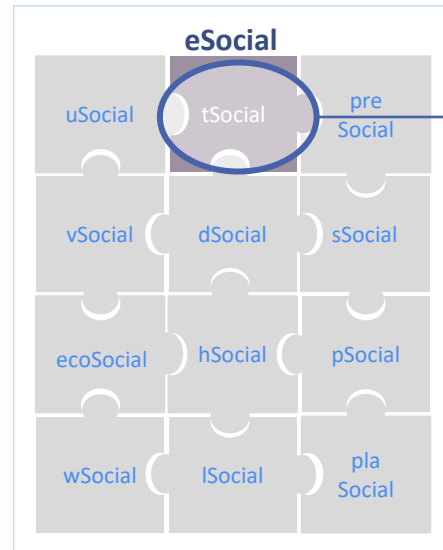 eSocial
uSocial
tSocial
pre
Social
vSocial
dSocial
sSocial
ecoSocial
hSocial
pSocial
wSocial
lSocial
pla
Social